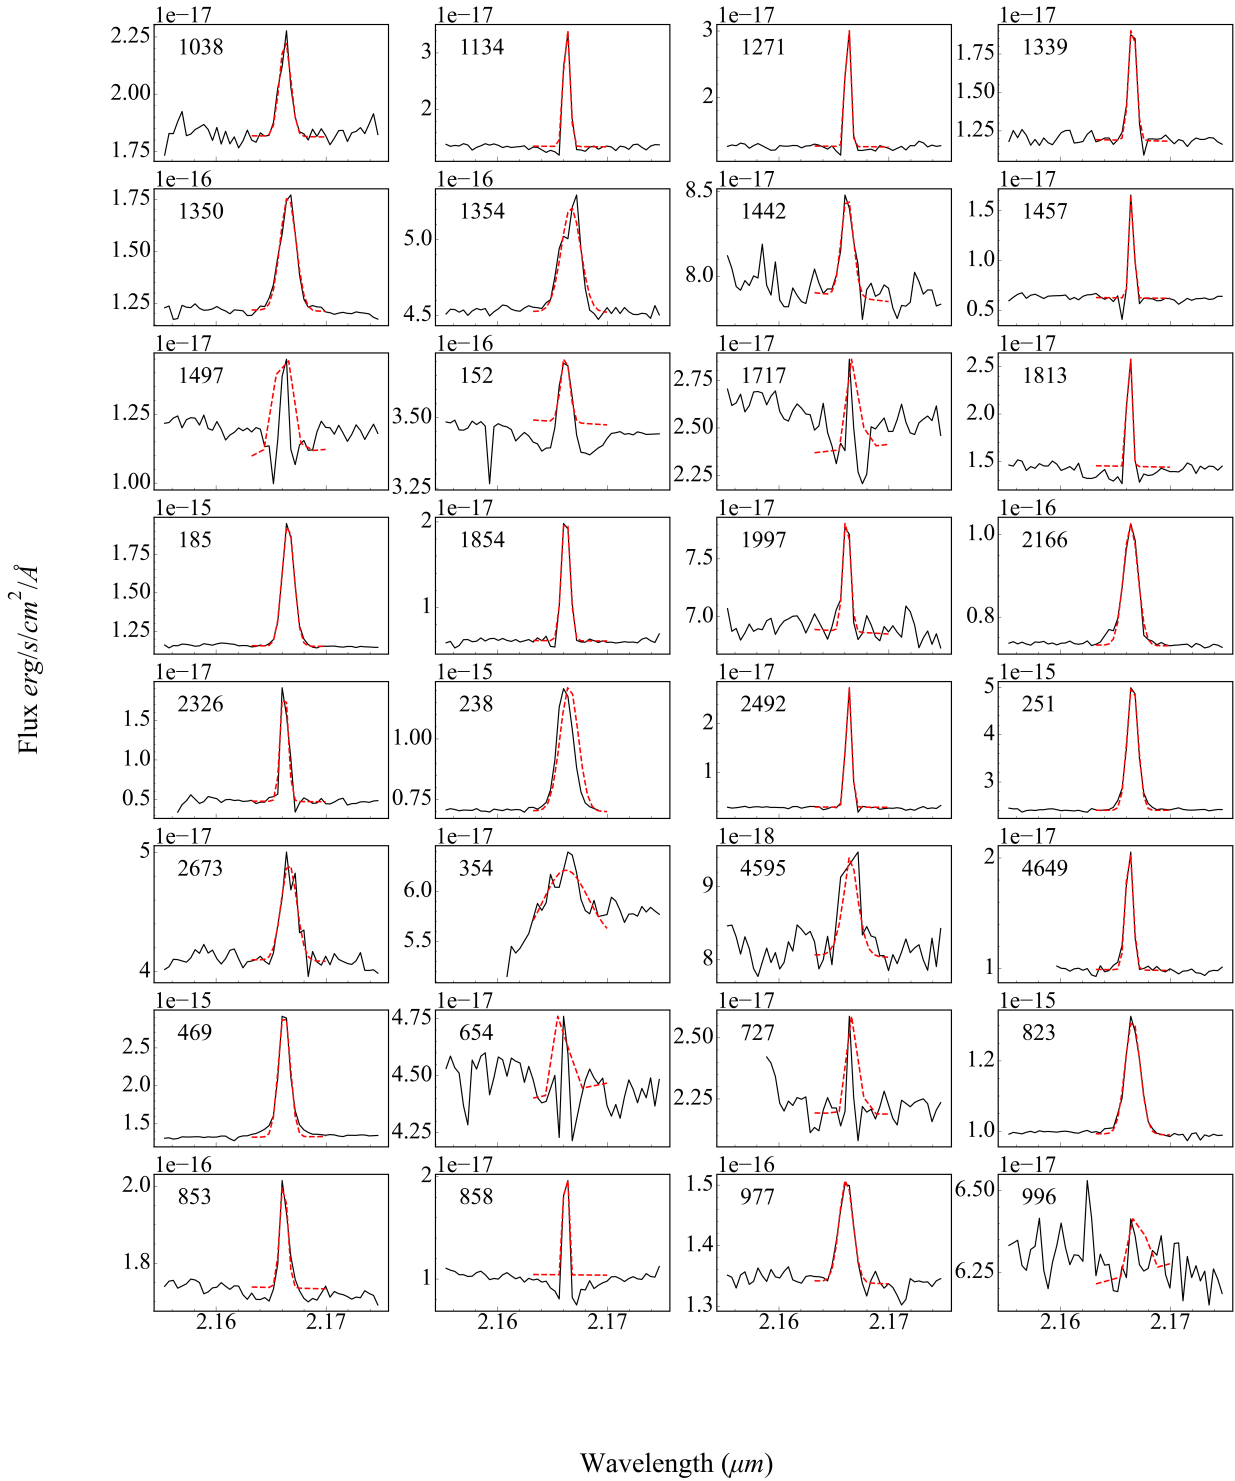 1e−17 1e−17 1e−17 1e−17
2.25 1038 3 1134 3 1271 1.75 1339
2.00 2 2 1.50
1.75 1.25
1e−16 1e−16 1e−17 1e−17
1.75 1350 1354 8.5 1442 1.5 1457
1.50 5.0 8.0 1.0
1.25 4.5 0.5
1e−17 1e−16 1e−17 1e−17
1497 152 2.75 1717 2.5 1813
1.25 3.50 2.50 2.0
1.00 3.25 2.25 1.5
1e−15 1e−17 1e−17 1e−16
185 2 1854 1997 1.0 2166
1.75 7.5
1.50 1 7.0 0.8
1.25
1e−17 1e−15 1e−17 1e−15
2326 238 2492 5 251
1.5 1.00 2
1.0 1 3
0.5 0.75
1e−17 1e−17 1e−18 1e−17
5 2673 354 9 4595 2 4649
6.0
4 5.5 8 1
1e−15 1e−17 1e−17 1e−15
469 4.75 654 2.50 727 823
2.5 4.50 1.2
2.0 2.25
1.5 4.25 1.0
1e−16 1e−17 1e−16 1e−17
2.0 853 2 858 1.5 977 6.50 996
1.8 1 1.4 6.25
1.3
2.16 2.17 2.16 2.17 2.16 2.17 2.16 2.17
Flux erg/s/cm²/Å
Wavelength (μm)